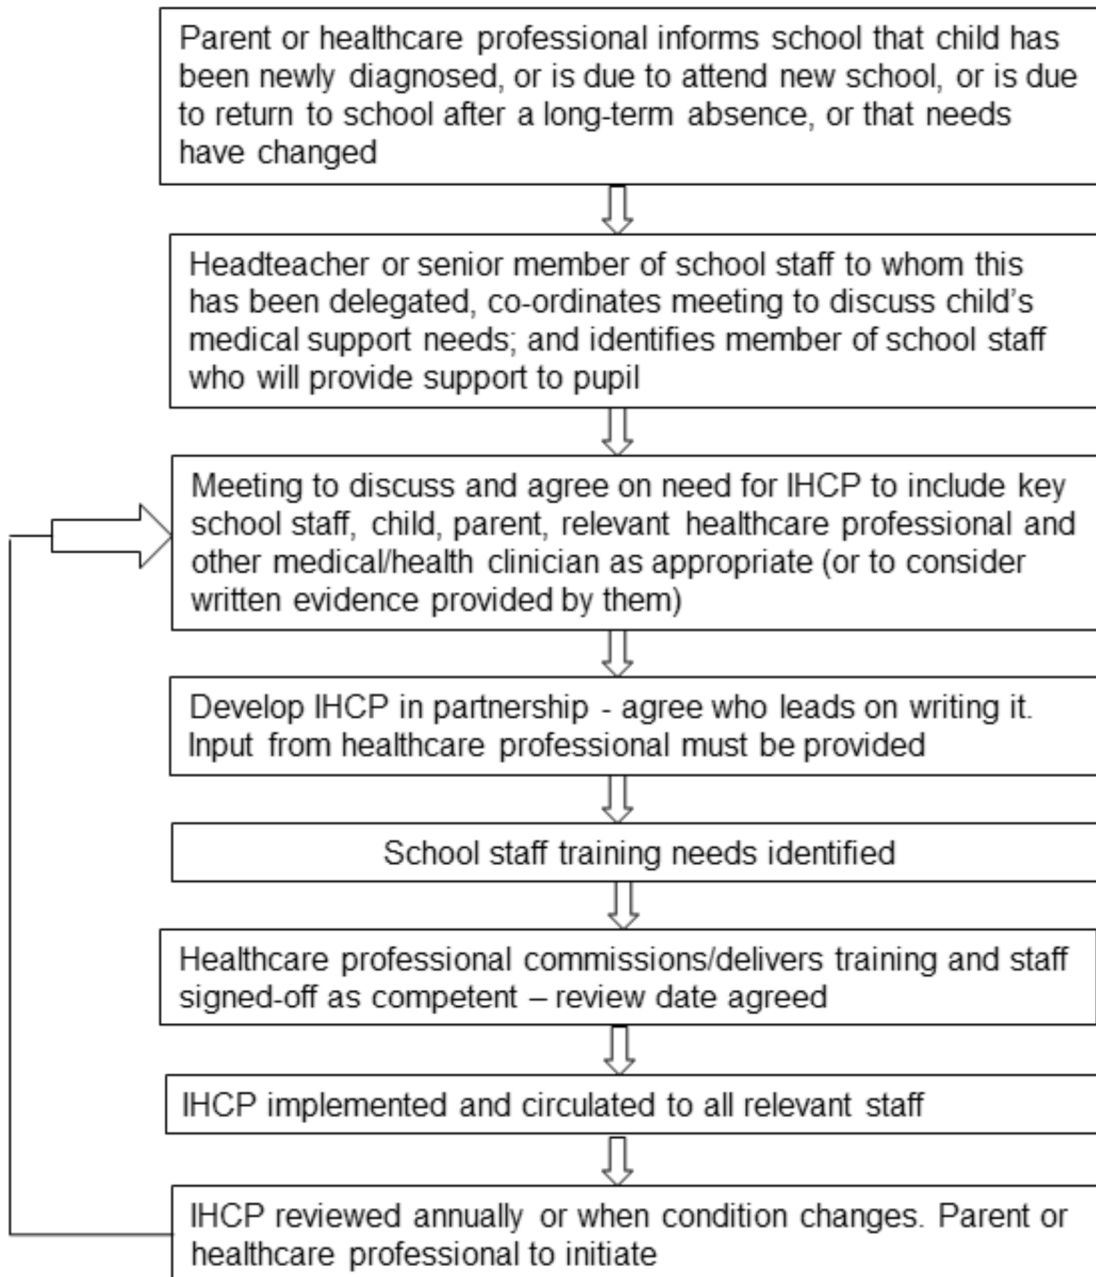 Parent or healthcare professional informs school that child has
been newly diagnosed, or is due to attend new school, or is due
to return to school after a long-term absence, or that needs
have changed
Headteacher or senior member of school staff to whom this
has been delegated, co-ordinates meeting to discuss child's
medical support needs; and identifies member of school staff
who will provide support to pupil
Meeting to discuss and agree on need for IHCP to include key
school staff, child, parent, relevant healthcare professional and
other medical/health clinician as appropriate (or to consider
written evidence provided by them)
Develop IHCP in partnership - agree who leads on writing it.
Input from healthcare professional must be provided
School staff training needs identified
Healthcare professional commissions/delivers training and staff
signed-off as competent – review date agreed
IHCP implemented and circulated to all relevant staff
IHCP reviewed annually or when condition changes. Parent or
healthcare professional to initiate